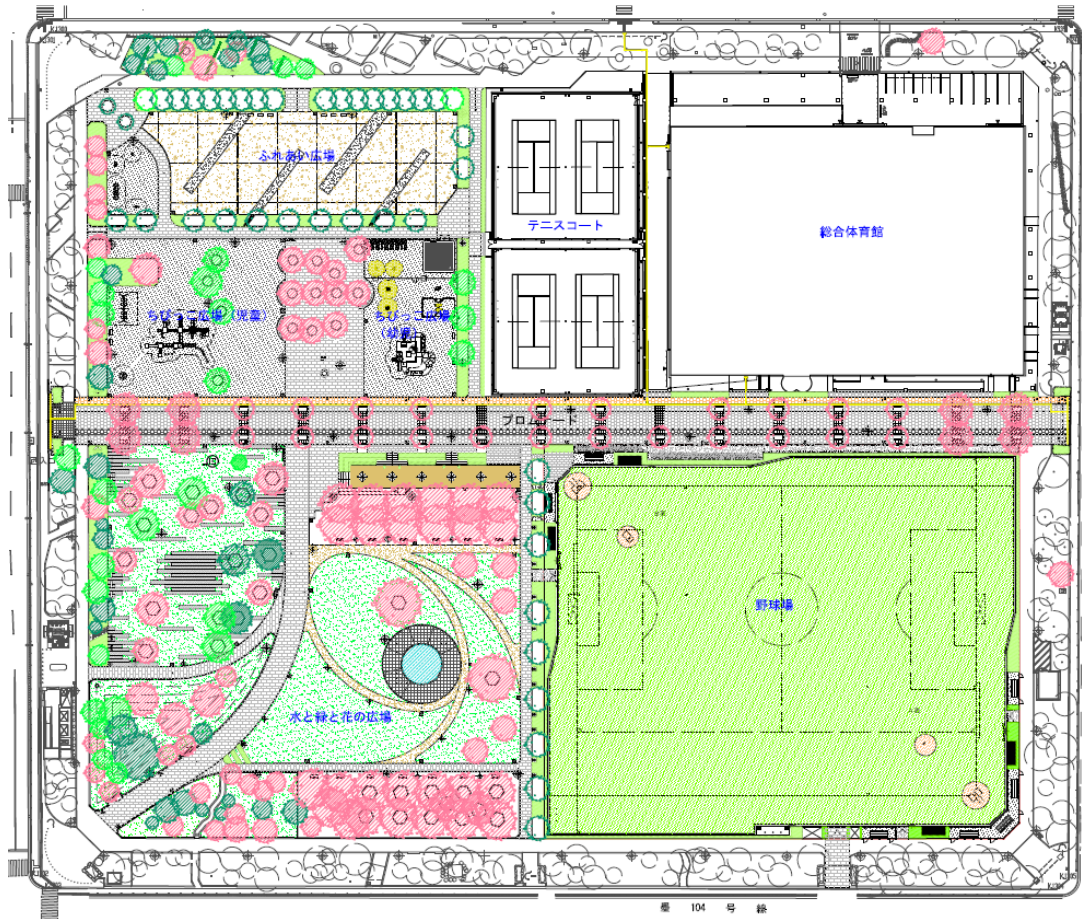 ふれあい広場
テニスコート
総合体育館
ちびっこ広場（児童）
ちびっこ広場
（幼児）
プロムナード
野球場
水と緑と花の広場
墨 104 号 線